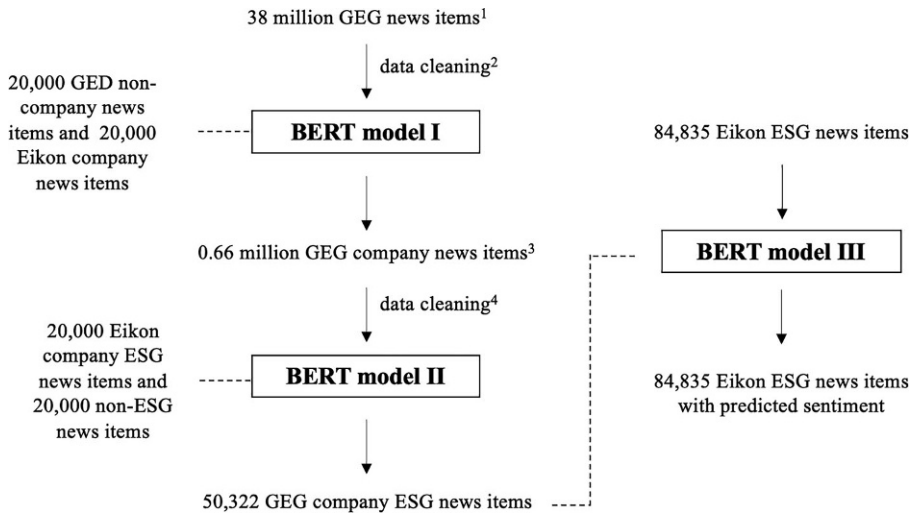 38 million GEG news items¹
data cleaning²
20,000 GED non-
company news
items and  20,000
Eikon company
news items
BERT model I
0.66 million GEG company news items³
data cleaning⁴
20,000 Eikon
company ESG
news items and
20,000 non-ESG
news items
BERT model II
50,322 GEG company ESG news items
84,835 Eikon ESG news items
BERT model III
84,835 Eikon ESG news items
with predicted sentiment